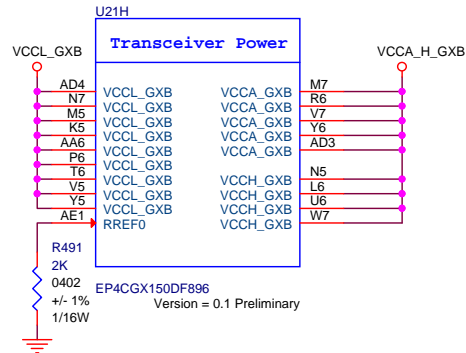 U21H
Transceiver Power
VCCL_GXB
VCCA_H_GXB
AD4 VCCL_GXB VCCA_GXB M7
N7 VCCL_GXB VCCA_GXB R6
M5 VCCL_GXB VCCA_GXB V7
K5 VCCL_GXB VCCA_GXB Y6
AA6 VCCL_GXB VCCA_GXB AD3
P6 VCCL_GXB
T6 VCCL_GXB VCCH_GXB N5
V5 VCCL_GXB VCCH_GXB L6
Y5 VCCL_GXB VCCH_GXB U6
AE1 RREF0 VCCH_GXB W7
R491
2K
0402
+/- 1%
1/16W
EP4CGX150DF896
Version = 0.1 Preliminary